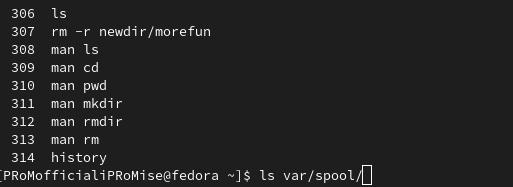 306 ls
307 rm -r newdir/morefun
308 man ls
309 man cd
310 man pwd
311 man mkdir
312 man rmdir
313 man rm
314 history
[PRoMofficialiPRoMise@fedora ~]$ ls var/spool/